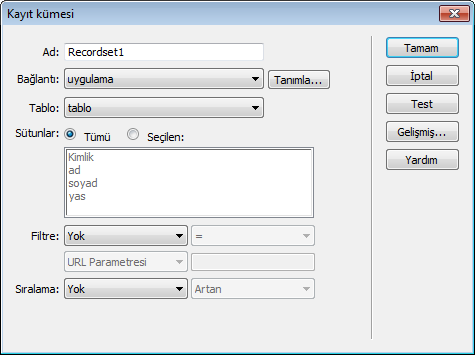 Kayıt kümesi
Ad: Recordset1
Bağlantı: uygulama Tanımla...
Tablo: tablo
Sütunlar: Tümü Seçilen:
Kimlik
ad
soyad
yas
Filtre: Yok =
URL Parametresi
Sıralama: Yok Artan
Tamam
İptal
Test
Gelişmiş...
Yardım